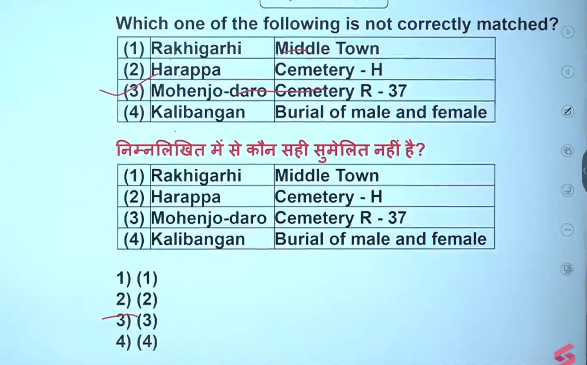 Which one of the following is not correctly matched?
(1) Rakhigarhi Middle Town
(2) Harappa Cemetery - H
(3) Mohenjo-daro Cemetery R - 37
(4) Kalibangan Burial of male and female
निम्नलिखित में से कौन सही सुमेलित नहीं है?
(1) Rakhigarhi Middle Town
(2) Harappa Cemetery - H
(3) Mohenjo-daro Cemetery R - 37
(4) Kalibangan Burial of male and female
1) (1)
2) (2)
3) (3)
4) (4)